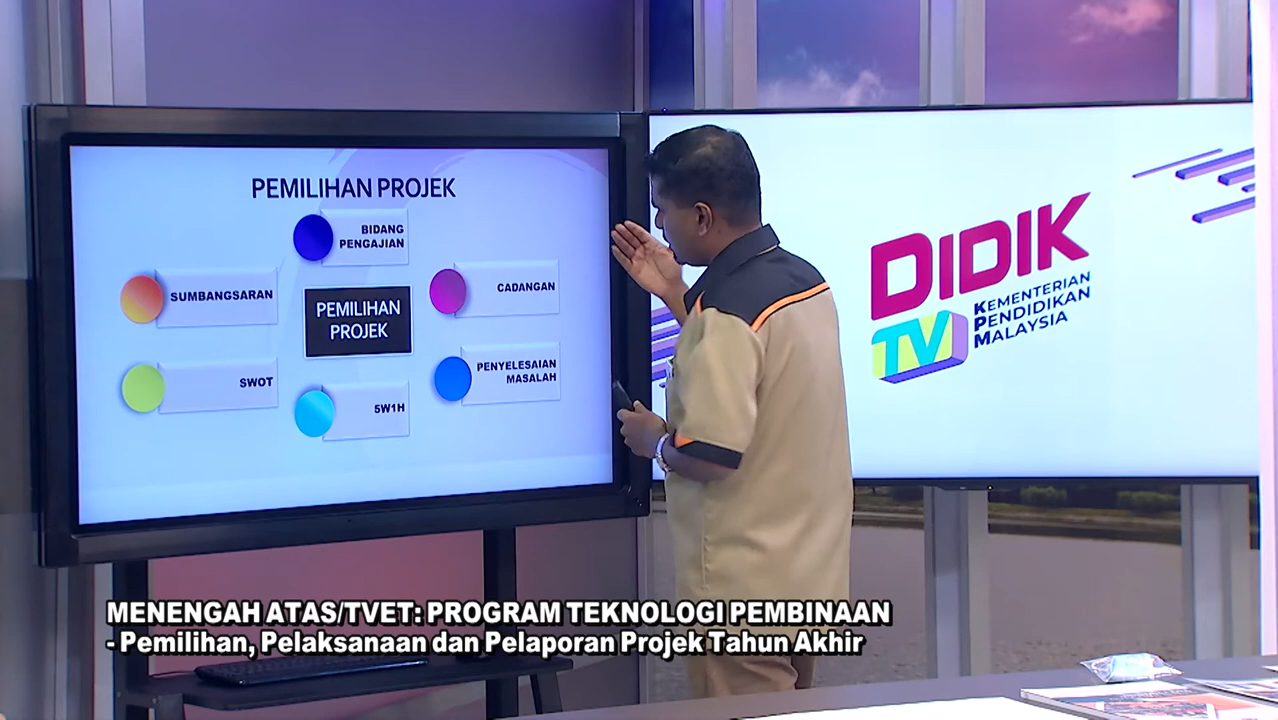 PEMILIHAN PROJEK
BIDANG
PENGAJIAN
SUMBANGSARAN
CADANGAN
PEMILIHAN
PROJEK
SWOT
PENYELESAIAN
MASALAH
5W1H
DIDIK
TV
KEMENTERIAN
PENDIDIKAN
MALAYSIA
MENENGAH ATAS/TVET: PROGRAM TEKNOLOGI PEMBINAAN
- Pemilihan, Pelaksanaan dan Pelaporan Projek Tahun Akhir